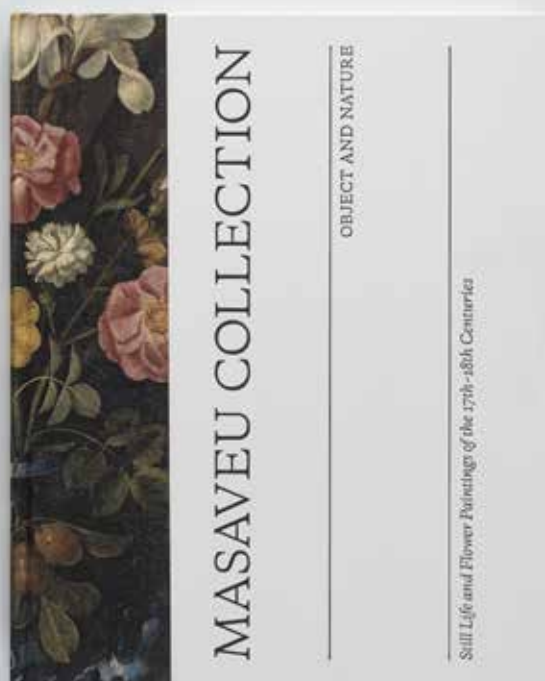 MASAVEU COLLECTION
OBJECT AND NATURE
Still Life and Flower Paintings of the 17th-18th Centuries